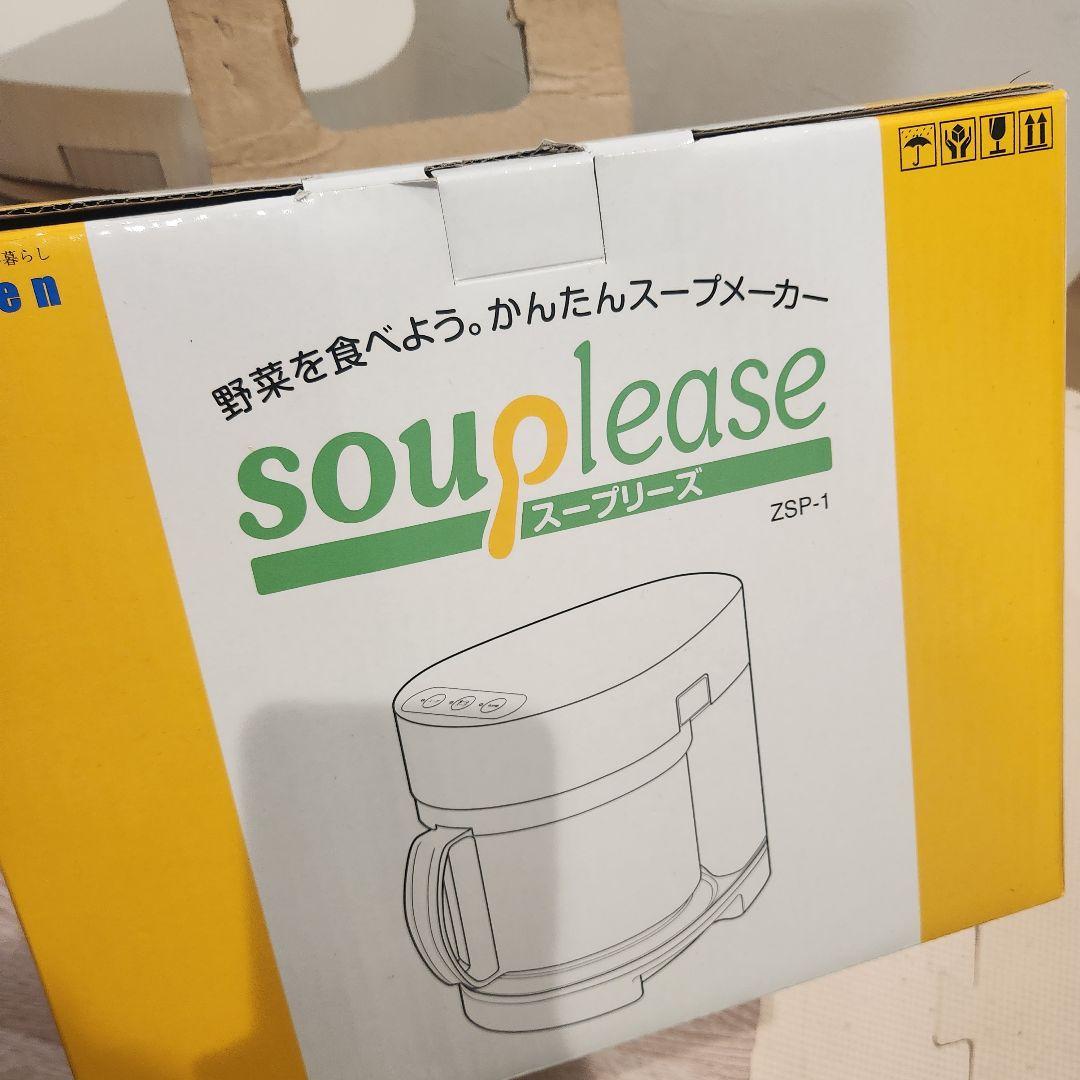 暮らし
en
野菜を食べよう。かんたんスープメーカー
souplease
スープリーズ
ZSP-1